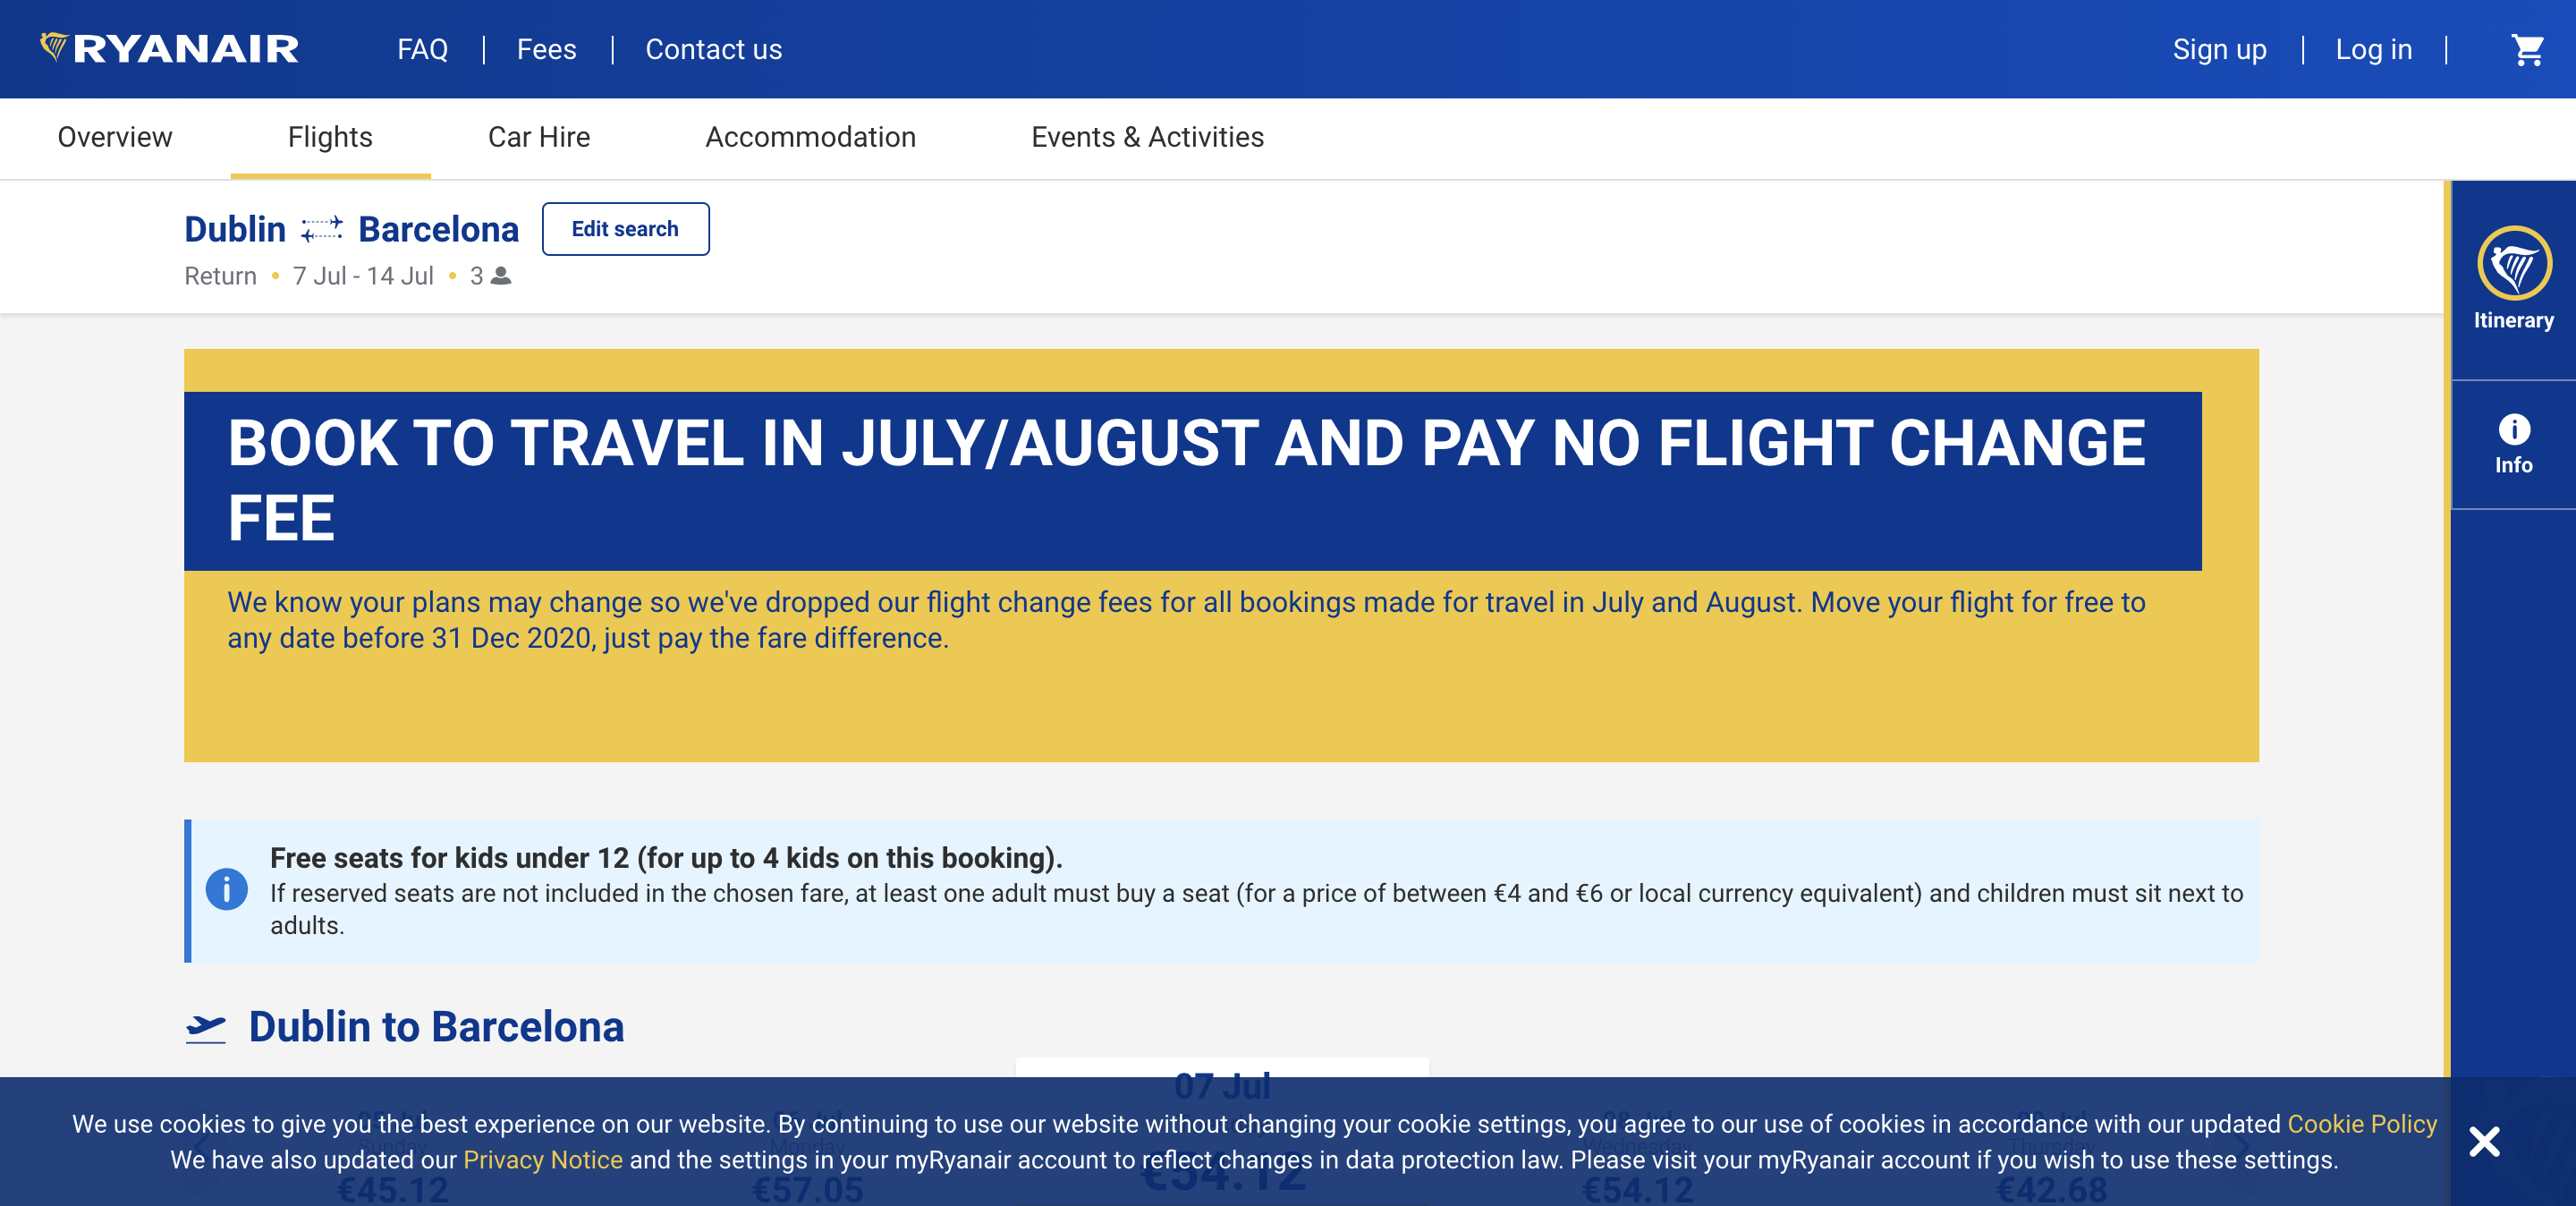 RYANAIR
FAQ
Fees
Contact us
Sign up
Log in
Overview
Flights
Car Hire
Accommodation
Events & Activities
Dublin Barcelona
Edit search
Return • 7 Jul - 14 Jul • 3
Itinerary
Info
BOOK TO TRAVEL IN JULY/AUGUST AND PAY NO FLIGHT CHANGE
FEE
We know your plans may change so we've dropped our flight change fees for all bookings made for travel in July and August. Move your flight for free to
any date before 31 Dec 2020, just pay the fare difference.
Free seats for kids under 12 (for up to 4 kids on this booking).
If reserved seats are not included in the chosen fare, at least one adult must buy a seat (for a price of between €4 and €6 or local currency equivalent) and children must sit next to
adults.
Dublin to Barcelona
07 Jul
We use cookies to give you the best experience on our website. By continuing to use our website without changing your cookie settings, you agree to our use of cookies in accordance with our updated Cookie Policy
Sunday
Monday
Wednesday
Thursday
We have also updated our Privacy Notice and the settings in your myRyanair account to reflect changes in data protection law. Please visit your myRyanair account if you wish to use these settings.
€45.12
€57.05
€54.12
€54.12
€42.68